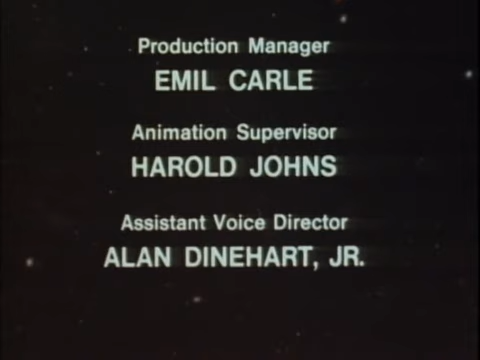 Production Manager
EMIL CARLE
Animation Supervisor
HAROLD JOHNS
Assistant Voice Director
ALAN DINEHART, JR.